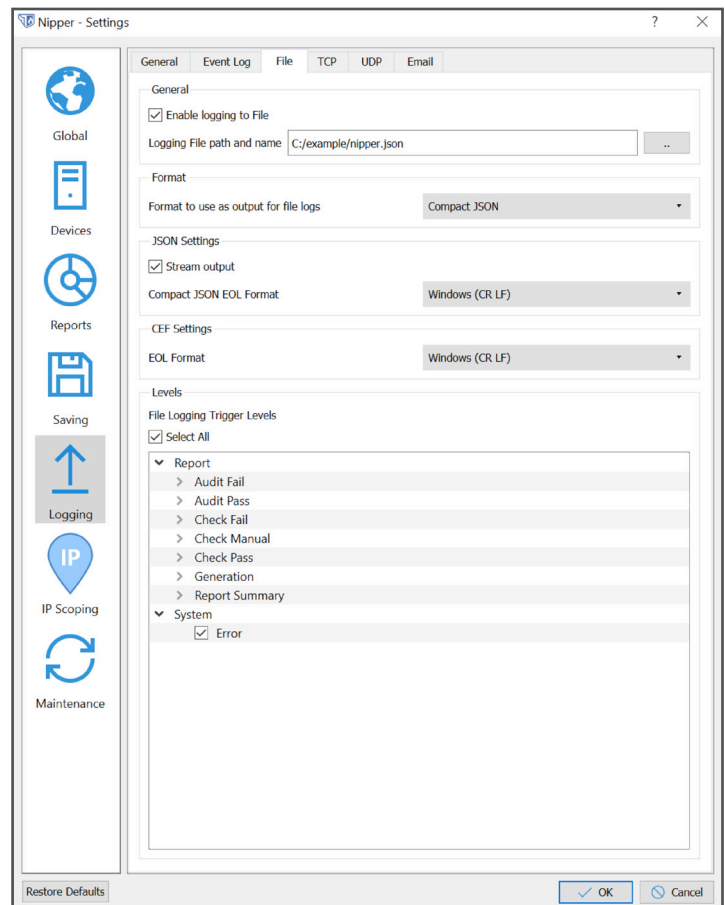 Nipper - Settings
?
Global
Devices
Reports
Saving
Logging
IP
IP Scoping
Maintenance
General Event Log File TCP UDP Email
General
Enable logging to File
Logging File path and name C:/example/nipper.json ..
Format
Format to use as output for file logs Compact JSON
JSON Settings
Stream output
Compact JSON EOL Format Windows (CR LF)
CEF Settings
EOL Format Windows (CR LF)
Levels
File Logging Trigger Levels
Select All
Report
Audit Fail
Audit Pass
Check Fail
Check Manual
Check Pass
Generation
Report Summary
System
Error
Restore Defaults OK Cancel